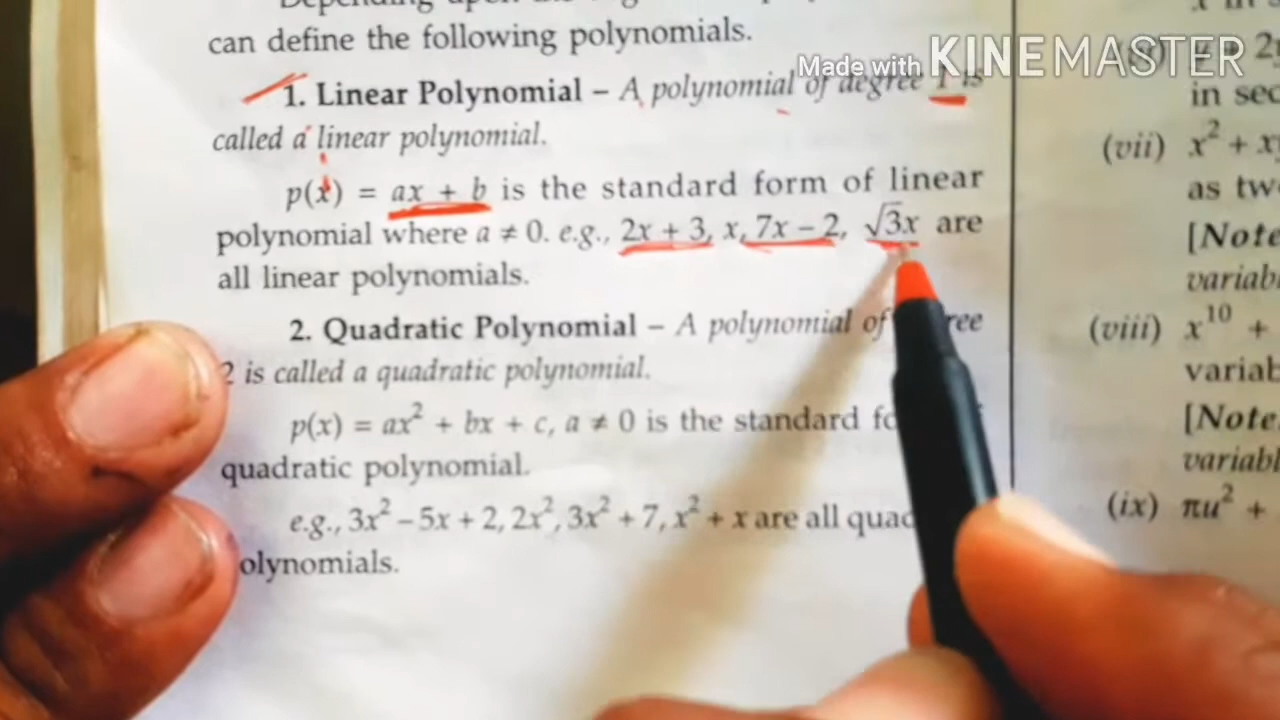 can define the following polynomials.
Made with KINEMASTER
1. Linear Polynomial – A polynomial of degree 1 is
called a linear polynomial.
p(x) = ax + b is the standard form of linear
polynomial where a ≠ 0. e.g., 2x + 3, x, 7x – 2, √3x are
all linear polynomials.
2. Quadratic Polynomial – A polynomial of
2 is called a quadratic polynomial.
p(x) = ax² + bx + c, a ≠ 0 is the standard
quadratic polynomial.
e.g., 3x² – 5x + 2, 2x², 3x² + 7, x² + x are all quad
olynomials.
in sec
(vii) x² + x
as tw
[Note
variab
(viii) x¹⁰ +
variab
[Note
variabl
(ix) πu² +